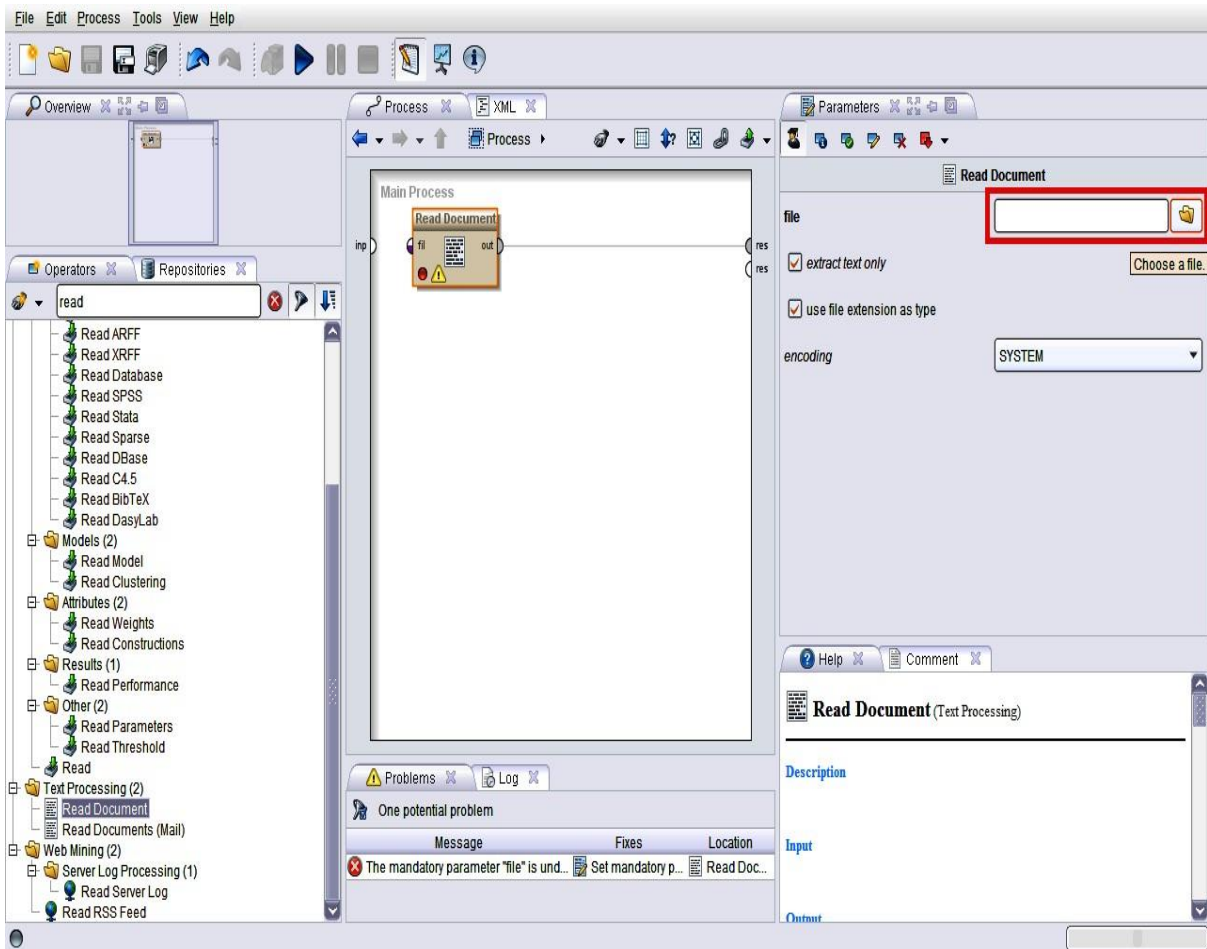 File Edit Process Tools View Help
Overview
Operators
Repositories
read
Read ARFF
Read XRFF
Read Database
Read SPSS
Read Stata
Read Sparse
Read DBase
Read C4.5
Read BibTeX
Read DasyLab
Models (2)
Read Model
Read Clustering
Attributes (2)
Read Weights
Read Constructions
Results (1)
Read Performance
Other (2)
Read Parameters
Read Threshold
Read
Text Processing (2)
Read Document
Read Documents (Mail)
Web Mining (2)
Server Log Processing (1)
Read Server Log
Read RSS Feed
Process
XML
Process
Main Process
Read Document
inp
fil
out
res
res
Problems
Log
One potential problem
Message Fixes Location
The mandatory parameter "file" is und... Set mandatory p... Read Doc...
Parameters
Read Document
file
extract text only
Choose a file.
use file extension as type
encoding SYSTEM
Help
Comment
Read Document (Text Processing)
Description
Input
Output